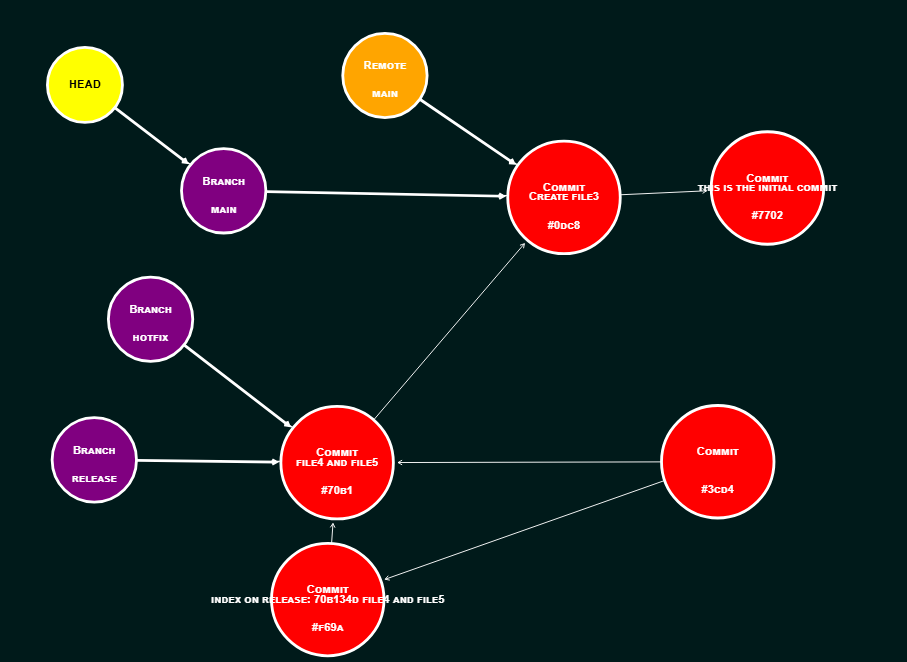 HEAD
Remote
main
Branch
main
Commit
Create file3
#0dc8
Commit
this is the initial commit
#7702
Branch
hotfix
Branch
release
Commit
file4 and file5
#70b1
Commit
#3cd4
Commit
index on release: 70b134d file4 and file5
#f69a